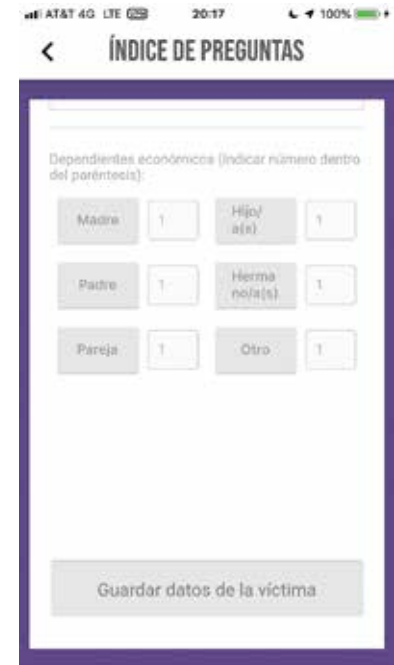 AT&T 4G LTE 20:17 100%
ÍNDICE DE PREGUNTAS
Dependientes económicos (Indicar número dentro
del paréntesis):
Madre 1 Hijo/
a(s) 1
Padre 1 Herma
no/a(s) 1
Pareja 1 Otro 1
Guardar datos de la víctima